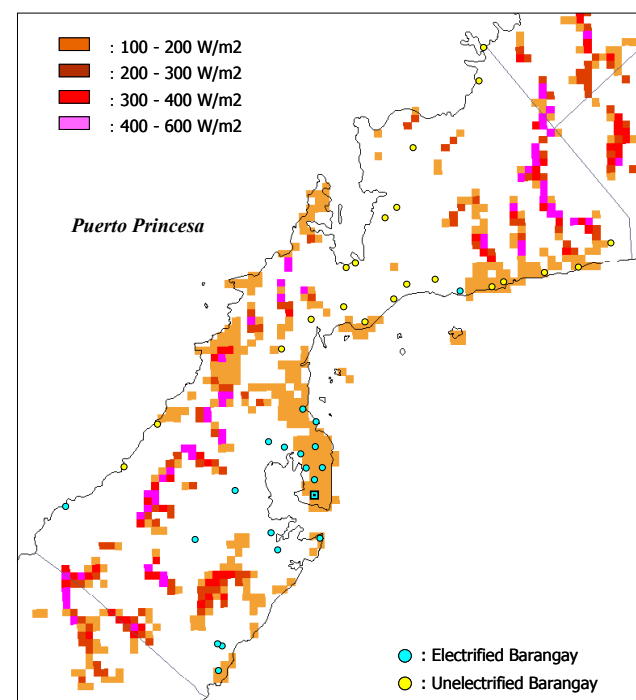 : 100 - 200 W/m2
: 200 - 300 W/m2
: 300 - 400 W/m2
: 400 - 600 W/m2
Puerto Princesa
: Electrified Barangay
: Unelectrified Barangay